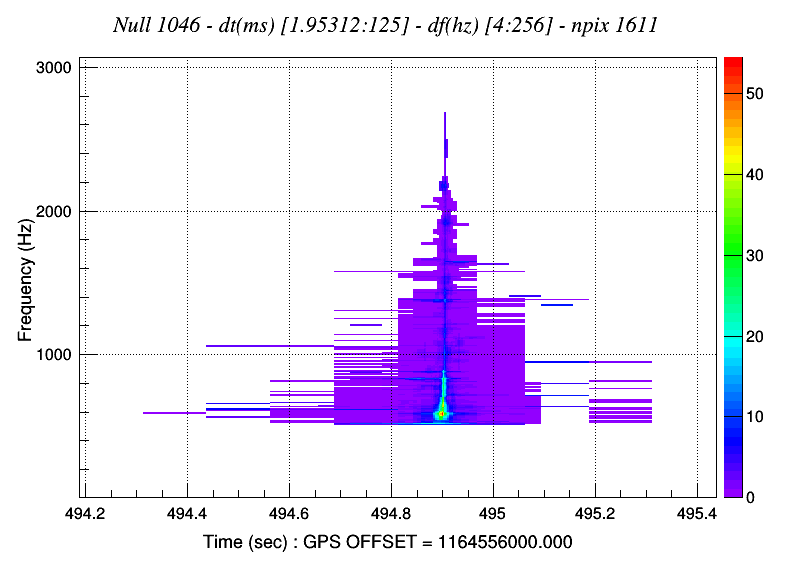 Null 1046 - dt(ms) [1.95312:125] - df(hz) [4:256] - npix 1611
3000
2000
1000
Frequency (Hz)
50
40
30
20
10
0
494.2 494.4 494.6 494.8 495 495.2 495.4
Time (sec) : GPS OFFSET = 1164556000.000